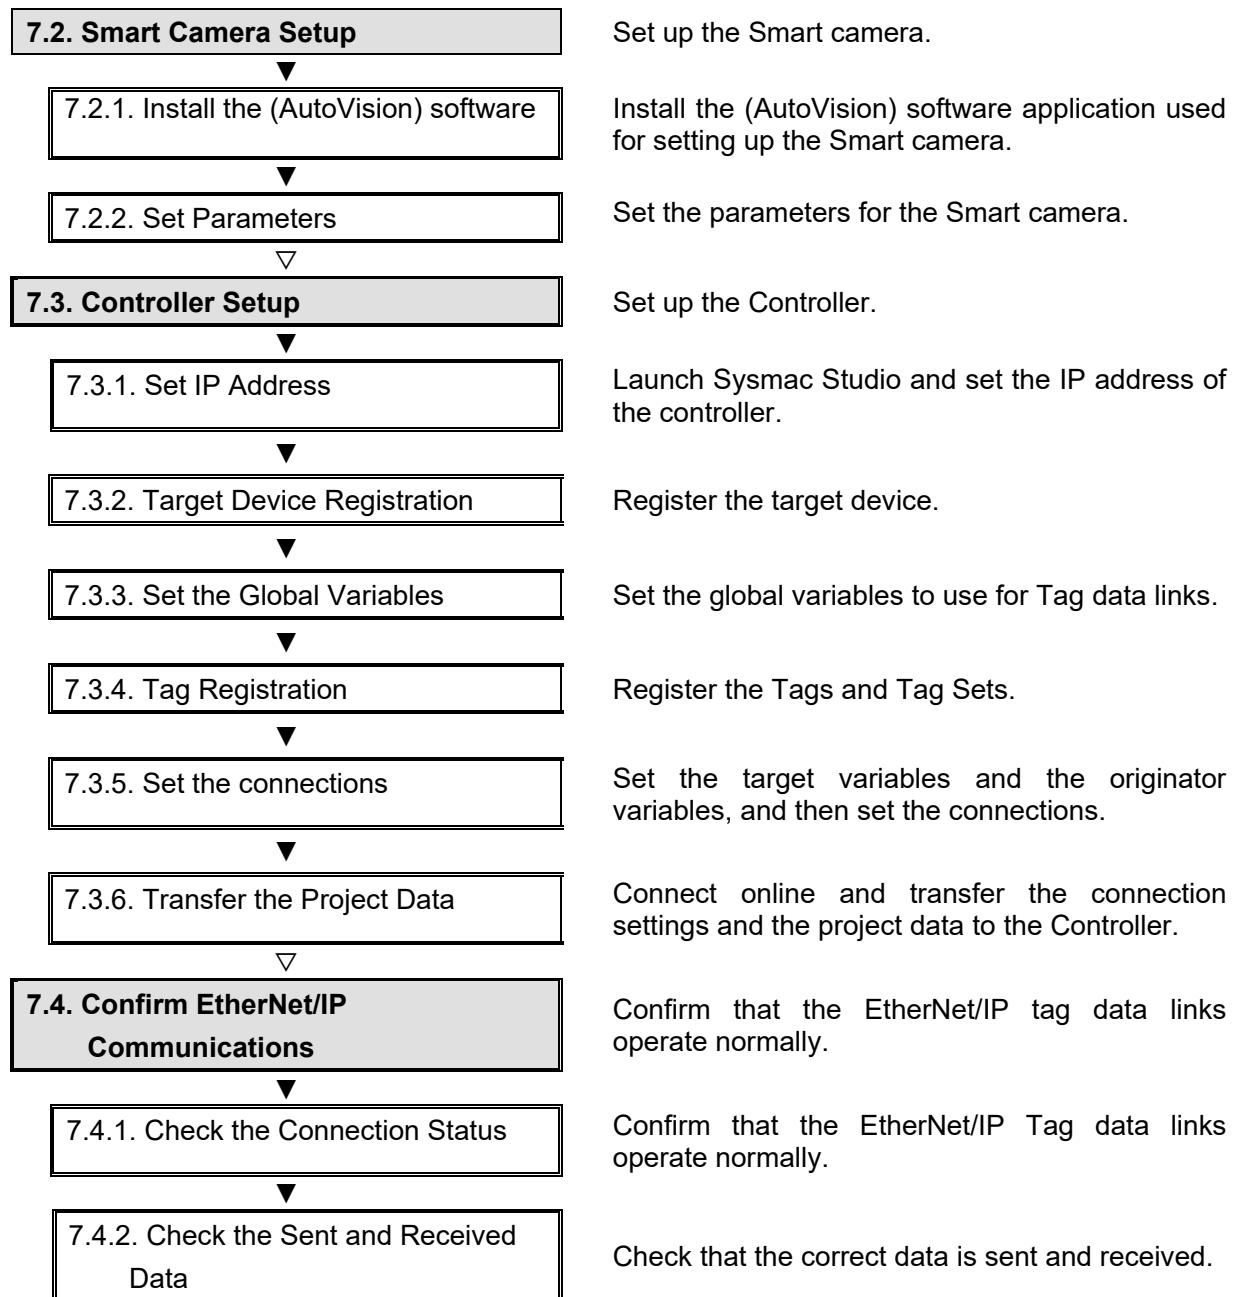 7.2. Smart Camera Setup
Set up the Smart camera.
▼
7.2.1. Install the (AutoVision) software
Install the (AutoVision) software application used
for setting up the Smart camera.
▼
7.2.2. Set Parameters
Set the parameters for the Smart camera.
▽
7.3. Controller Setup
Set up the Controller.
▼
7.3.1. Set IP Address
Launch Sysmac Studio and set the IP address of
the controller.
▼
7.3.2. Target Device Registration
Register the target device.
▼
7.3.3. Set the Global Variables
Set the global variables to use for Tag data links.
▼
7.3.4. Tag Registration
Register the Tags and Tag Sets.
▼
7.3.5. Set the connections
Set the target variables and the originator
variables, and then set the connections.
▼
7.3.6. Transfer the Project Data
Connect online and transfer the connection
settings and the project data to the Controller.
▽
7.4. Confirm EtherNet/IP
Communications
Confirm that the EtherNet/IP tag data links
operate normally.
▼
7.4.1. Check the Connection Status
Confirm that the EtherNet/IP Tag data links
operate normally.
▼
7.4.2. Check the Sent and Received
Data
Check that the correct data is sent and received.